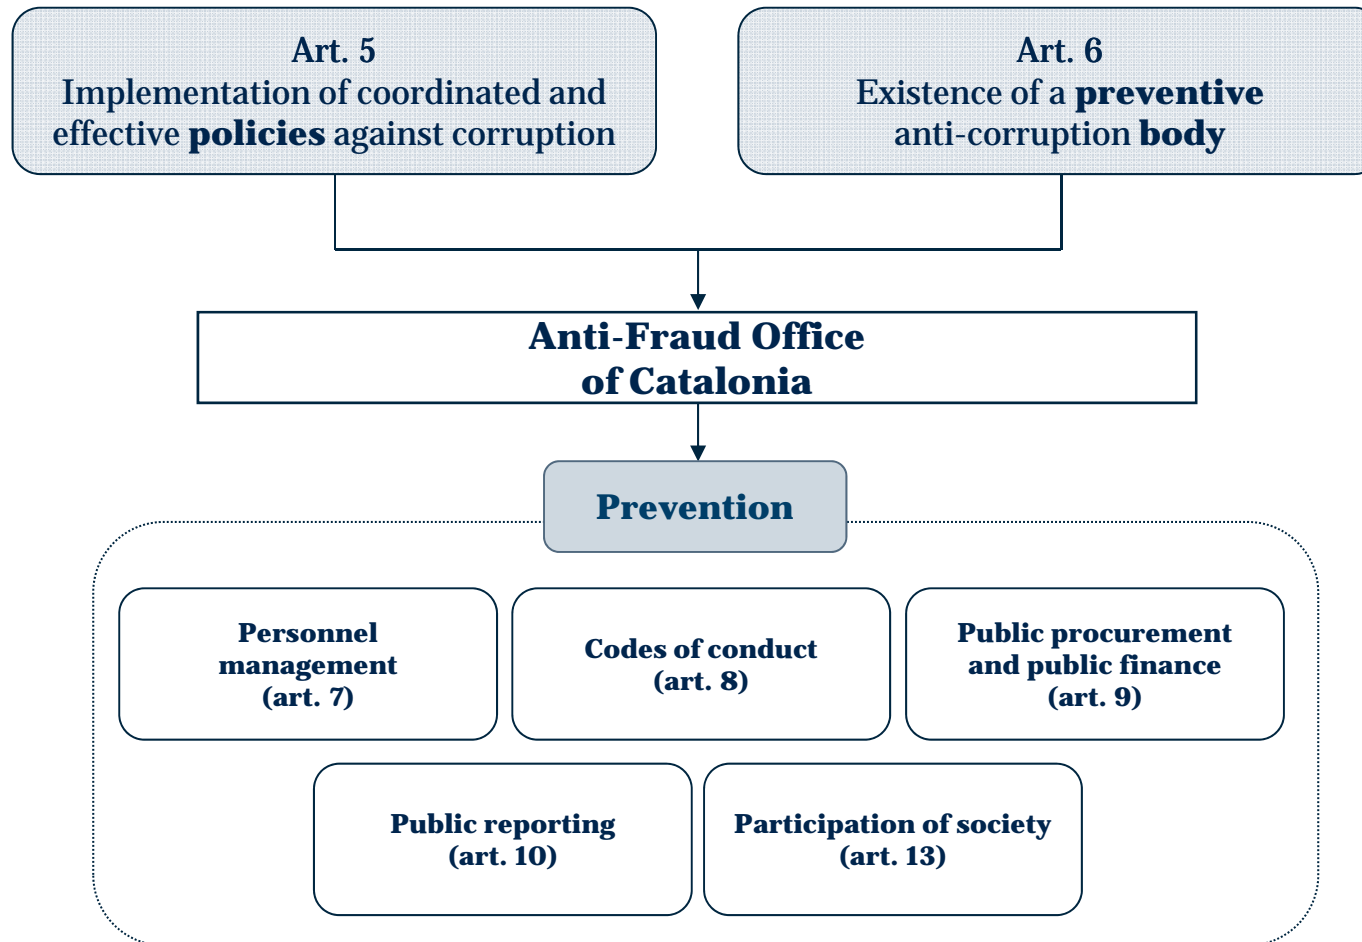 Art. 5
Implementation of coordinated and
effective policies against corruption
Art. 6
Existence of a preventive
anti-corruption body
Anti-Fraud Office
of Catalonia
Prevention
Personnel
management
(art. 7)
Codes of conduct
(art. 8)
Public procurement
and public finance
(art. 9)
Public reporting
(art. 10)
Participation of society
(art. 13)